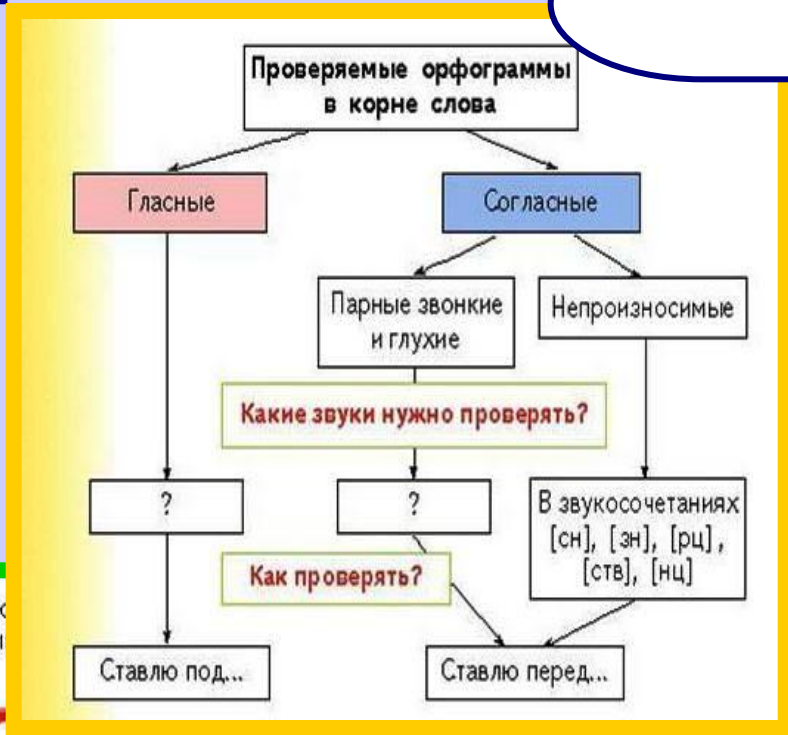 Проверяемые орфограммы
в корне слова
Гласные
Согласные
Парные звонкие
и глухие
Непроизносимые
Какие звуки нужно проверять?
?
?
В звукосочетаниях
[сн], [зн], [рц],
[ств], [нц]
Как проверять?
Ставлю под...
Ставлю перед...